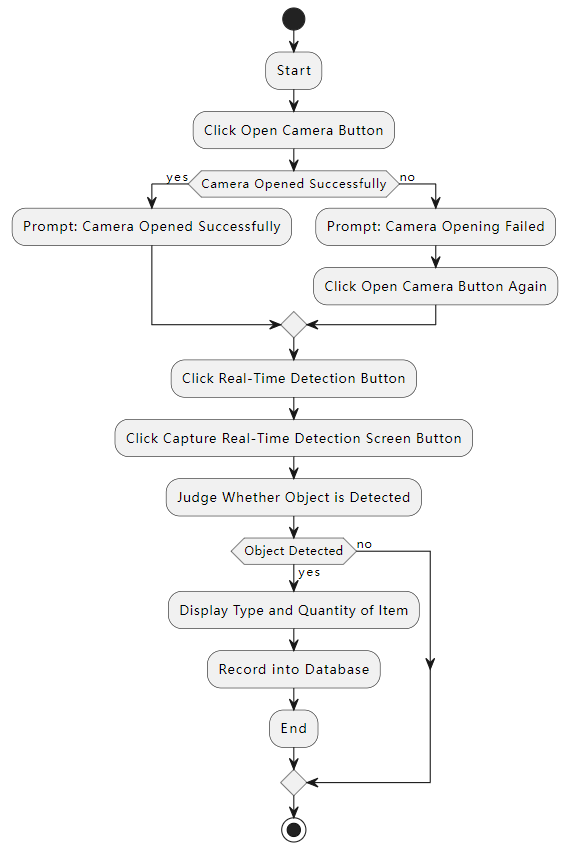 Start
Click Open Camera Button
yes
Camera Opened Successfully
no
Prompt: Camera Opened Successfully
Prompt: Camera Opening Failed
Click Open Camera Button Again
Click Real-Time Detection Button
Click Capture Real-Time Detection Screen Button
Judge Whether Object is Detected
Object Detected
no
yes
Display Type and Quantity of Item
Record into Database
End